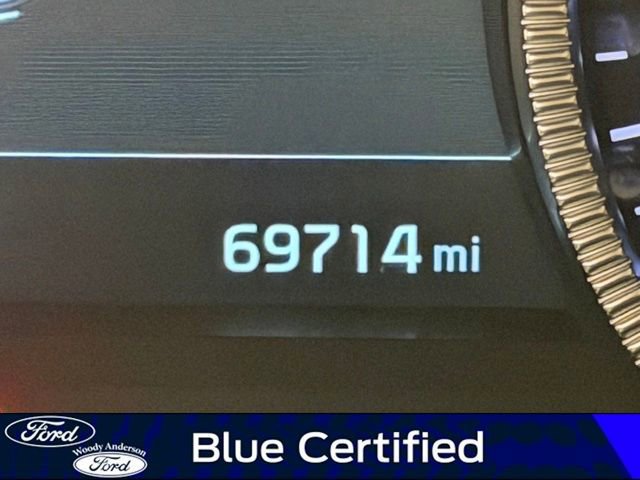 69714 mi
Ford
Woody Anderson
Ford
Blue Certified